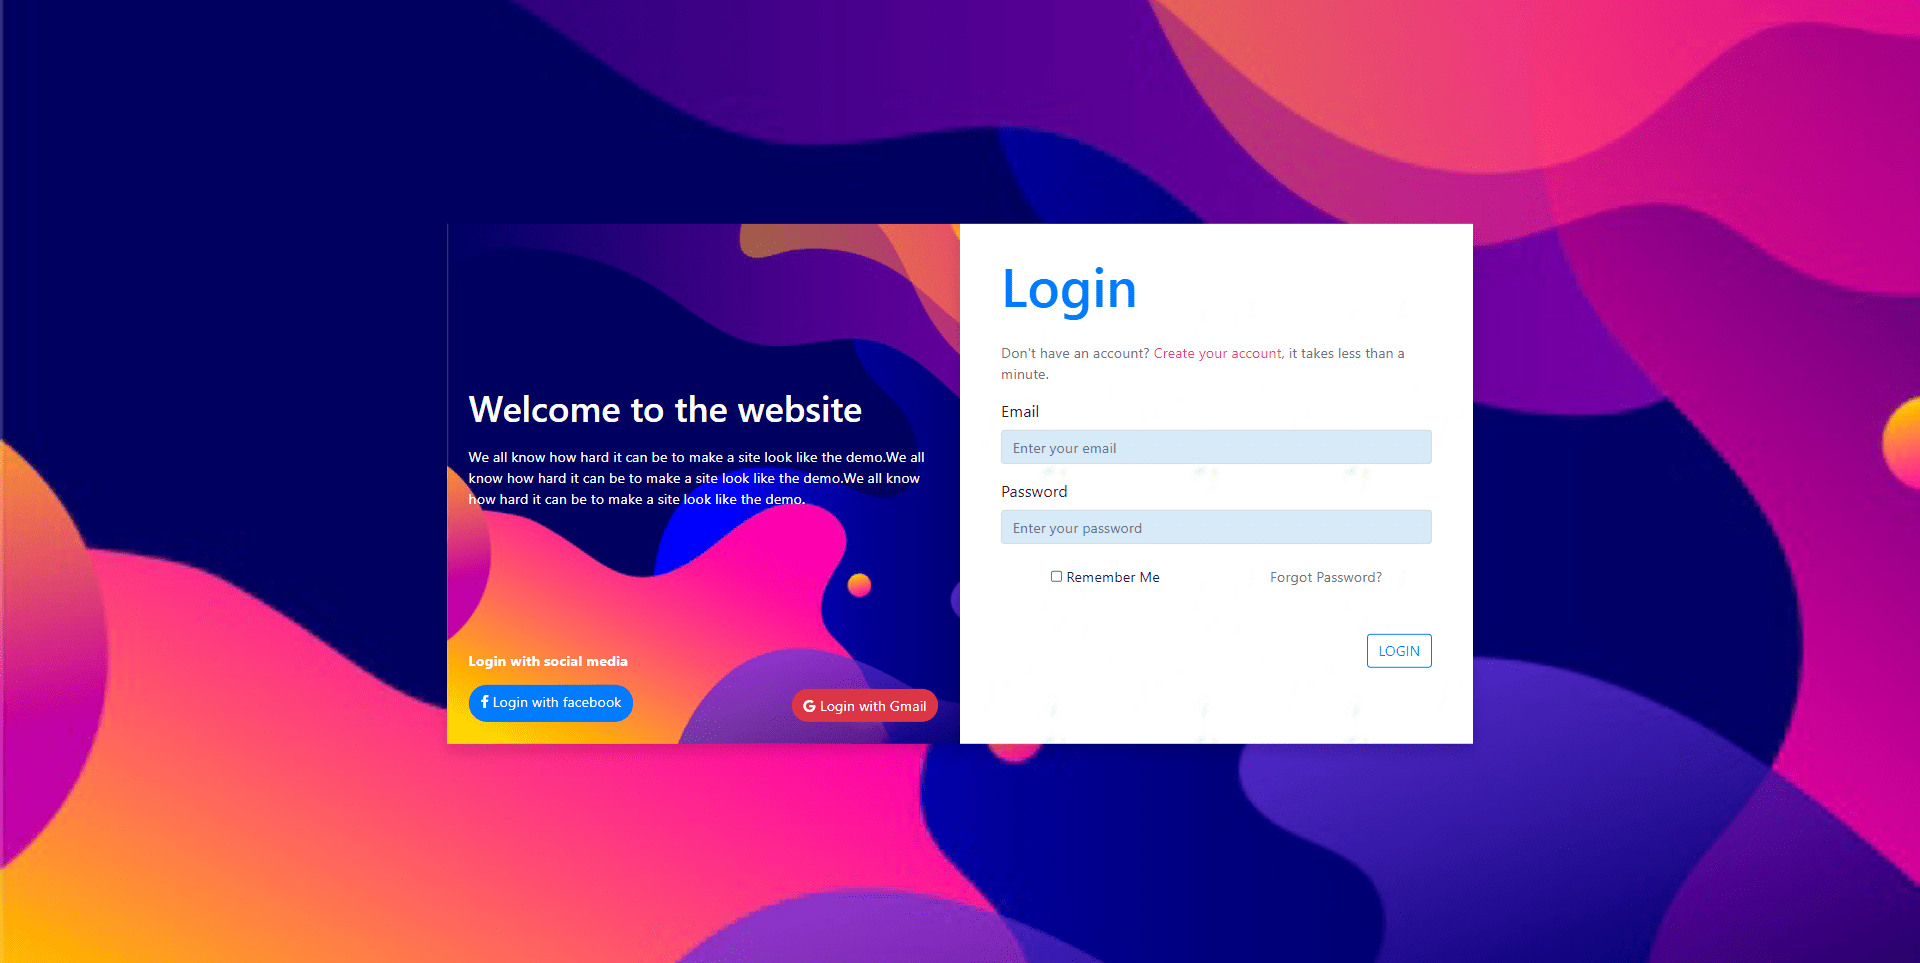 Welcome to the website
We all know how hard it can be to make a site look like the demo.We all
know how hard it can be to make a site look like the demo.We all know
how hard it can be to make a site look like the demo.
Login with social media
Login with facebook
Login with Gmail
Login
Don't have an account? Create your account, it takes less than a
minute.
Email
Enter your email
Password
Enter your password
Remember Me
Forgot Password?
LOGIN